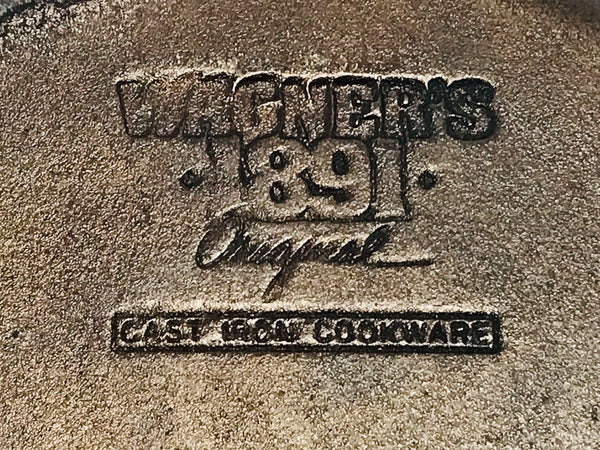 WAGNER'S
· 1891 ·
Original
CAST IRON COOKWARE